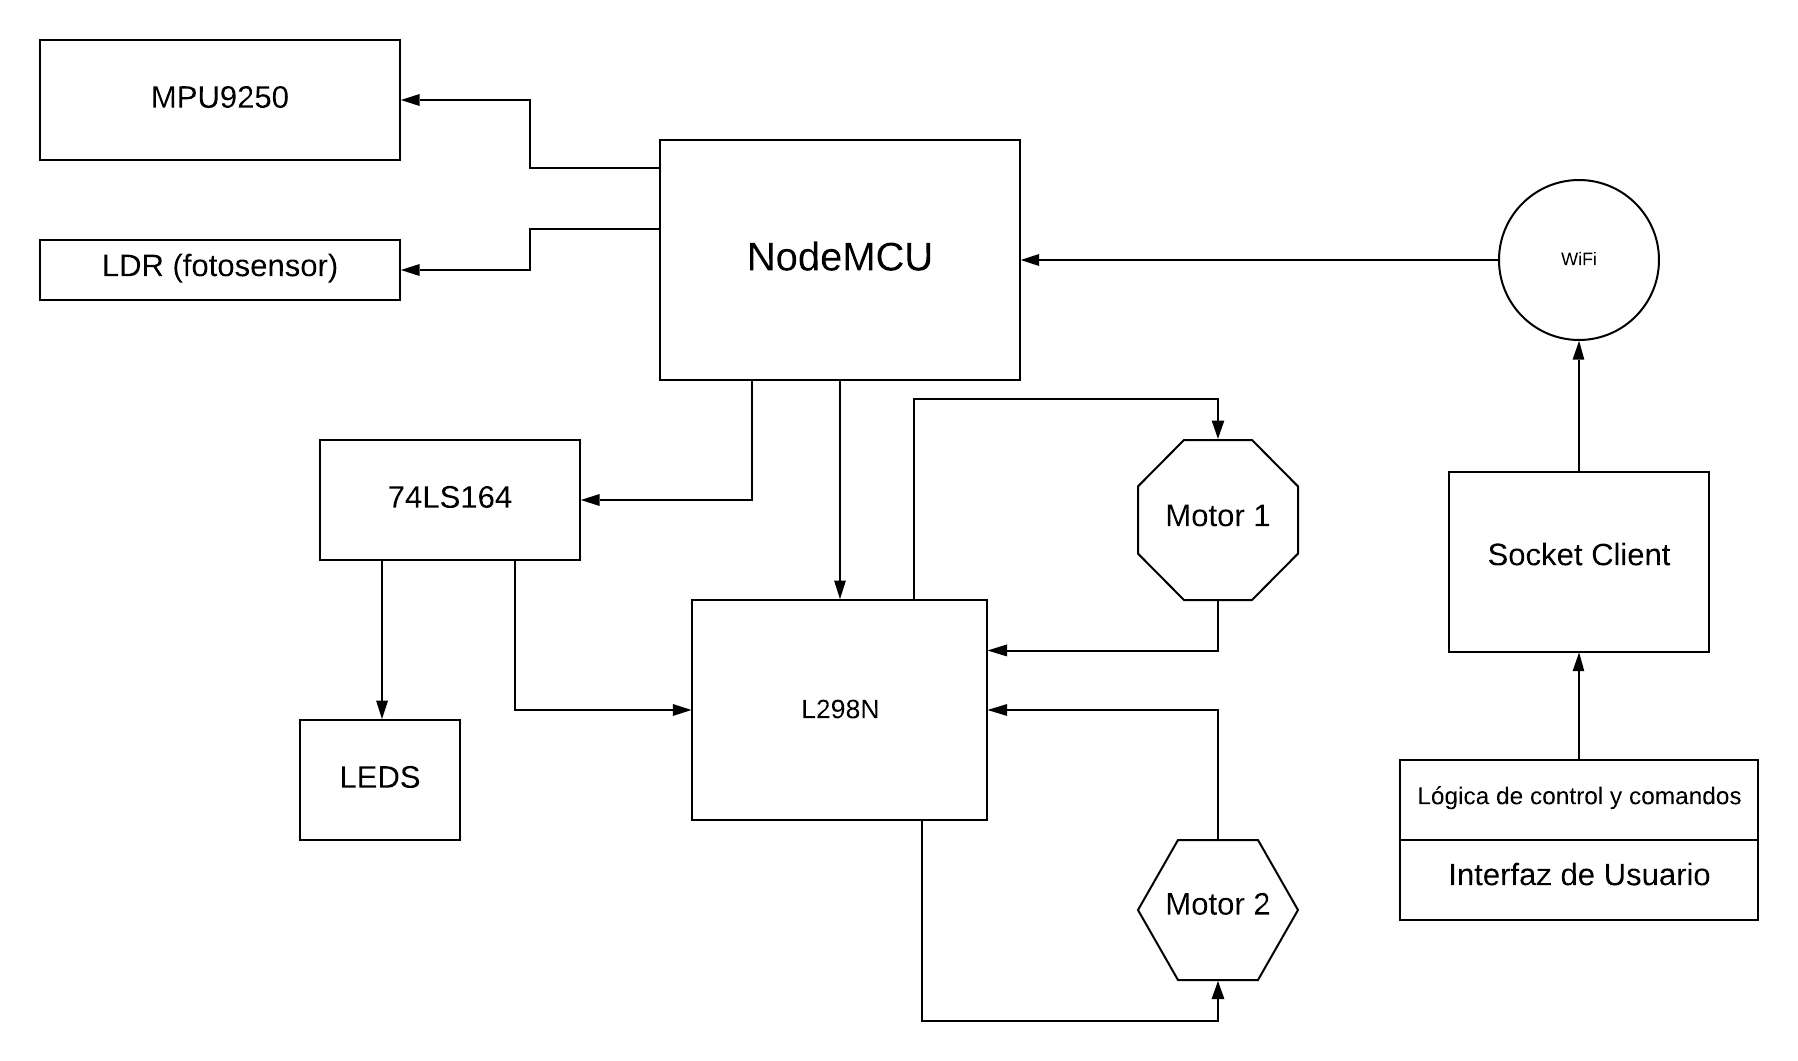 MPU9250
LDR (fotosensor)
NodeMCU
WiFi
74LS164
Motor 1
Socket Client
L298N
LEDS
Lógica de control y comandos
Interfaz de Usuario
Motor 2